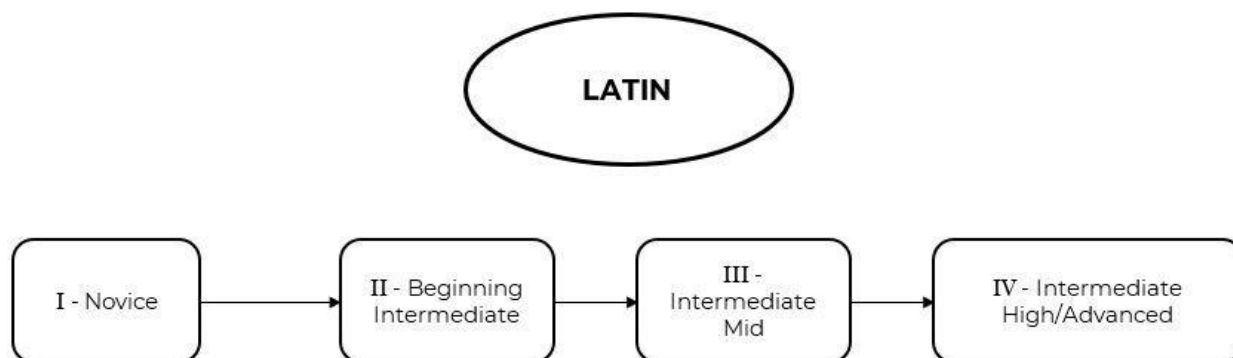 LATIN
I - Novice
II - Beginning
Intermediate
III -
Intermediate
Mid
IV - Intermediate
High/Advanced